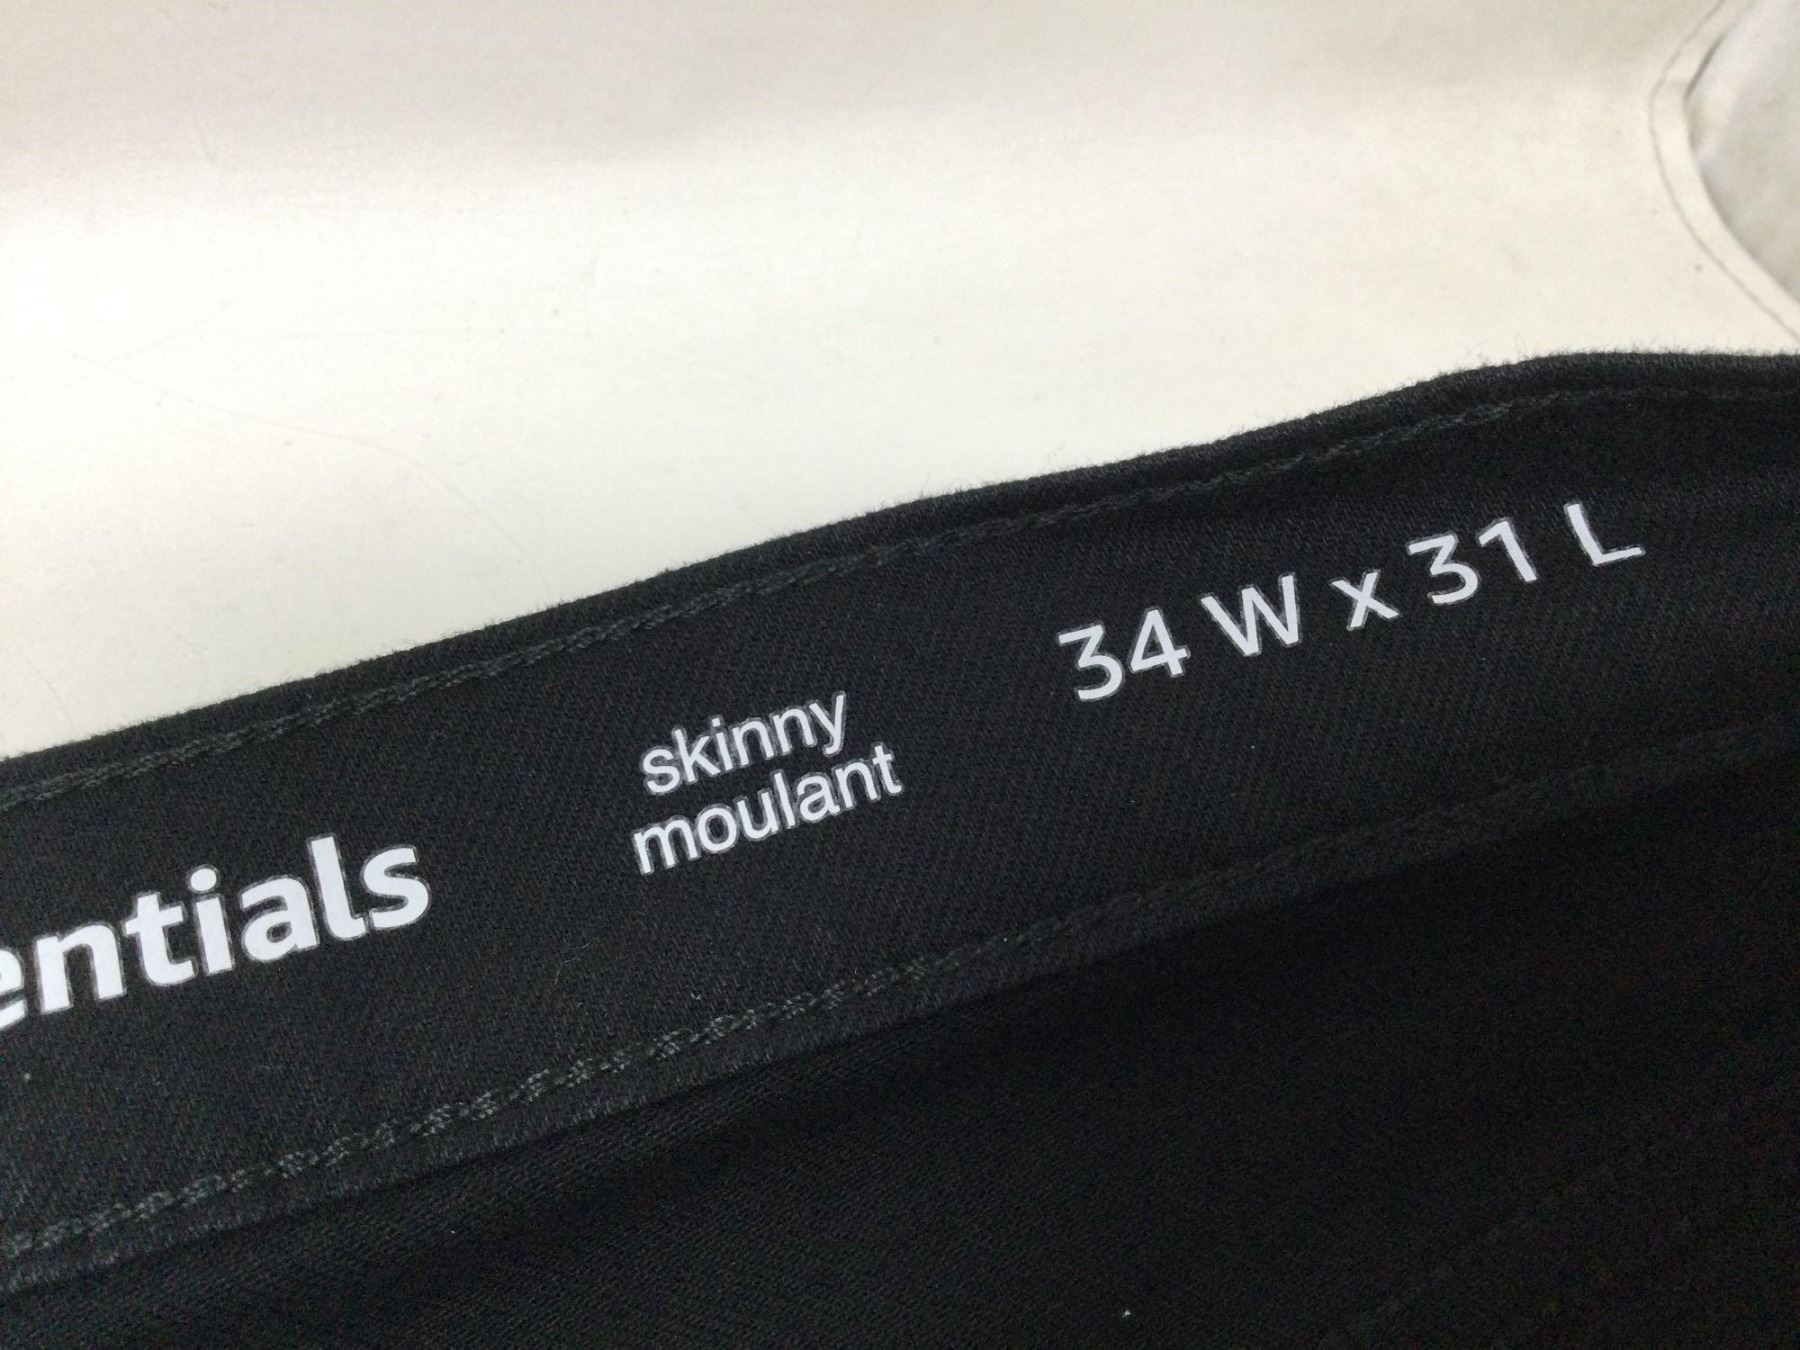 entials
skinny
moulant
34 W x 31 L